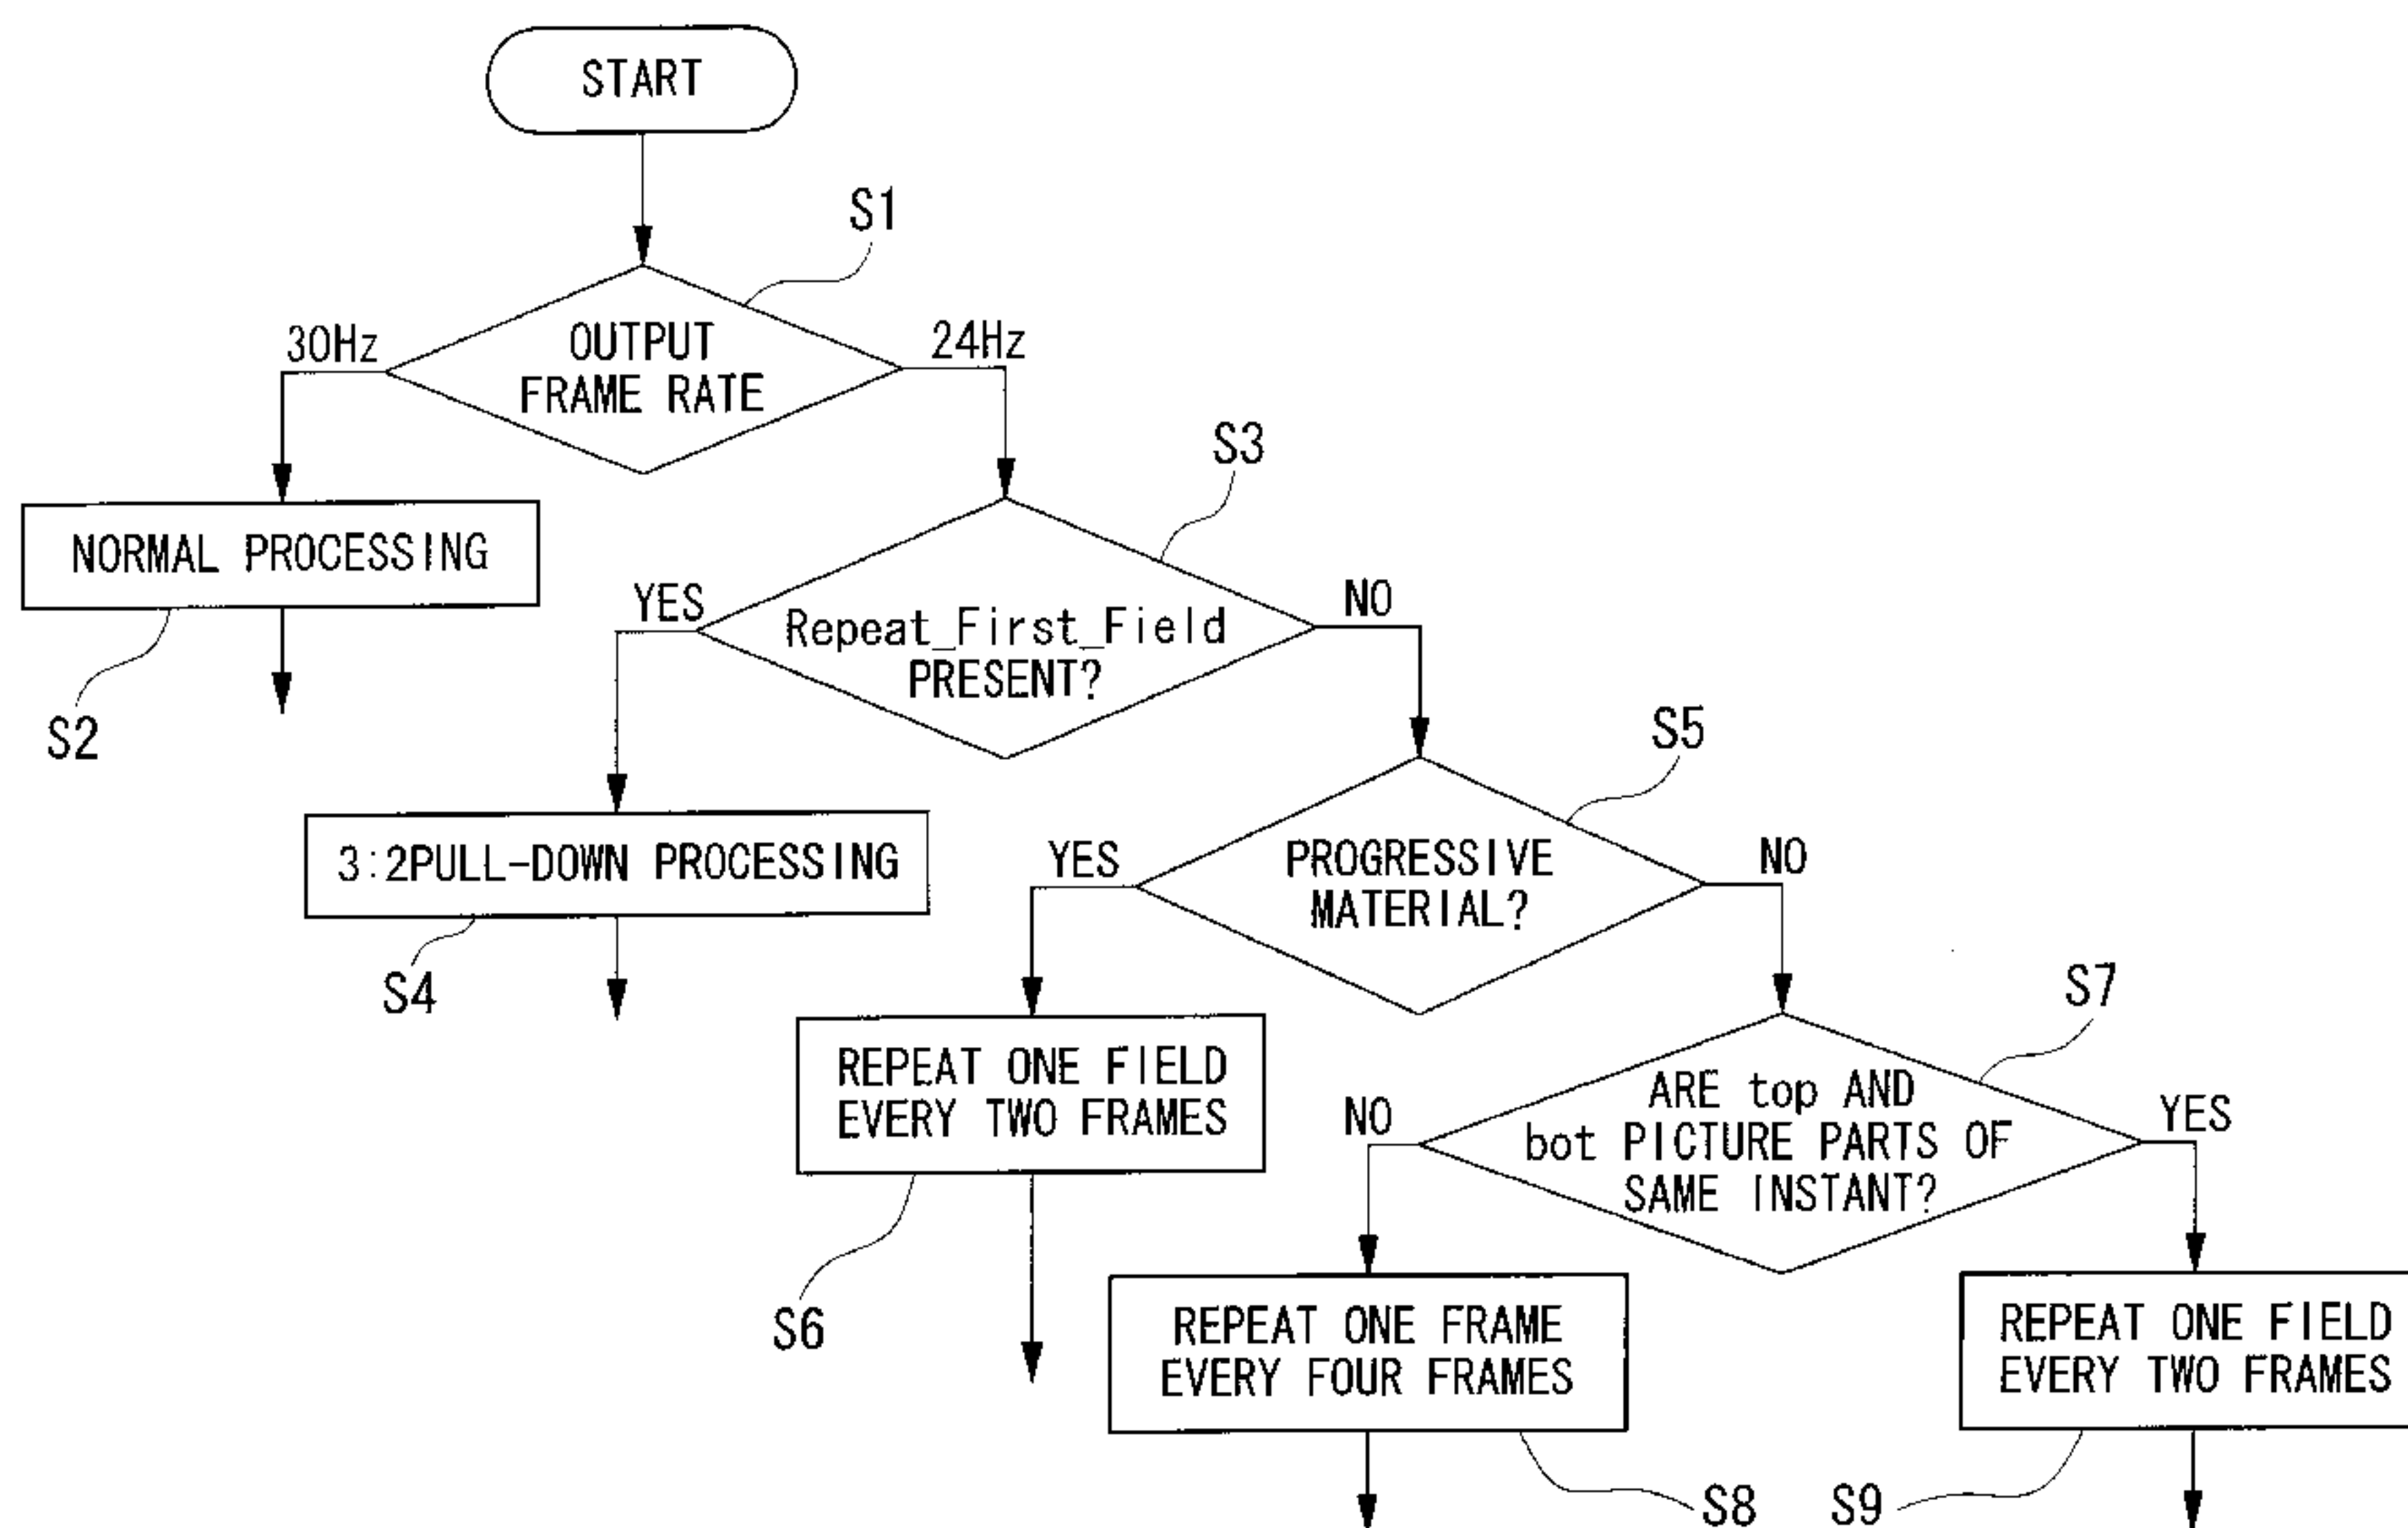 START
S1
30Hz
OUTPUT
FRAME RATE
24Hz
S3
NORMAL PROCESSING
S2
YES
Repeat_First_Field
PRESENT?
NO
S5
3:2PULL-DOWN PROCESSING
S4
YES
PROGRESSIVE
MATERIAL?
NO
S7
REPEAT ONE FIELD
EVERY TWO FRAMES
S6
NO
ARE top AND
bot PICTURE PARTS OF
SAME INSTANT?
YES
REPEAT ONE FRAME
EVERY FOUR FRAMES
S8
REPEAT ONE FIELD
EVERY TWO FRAMES
S9